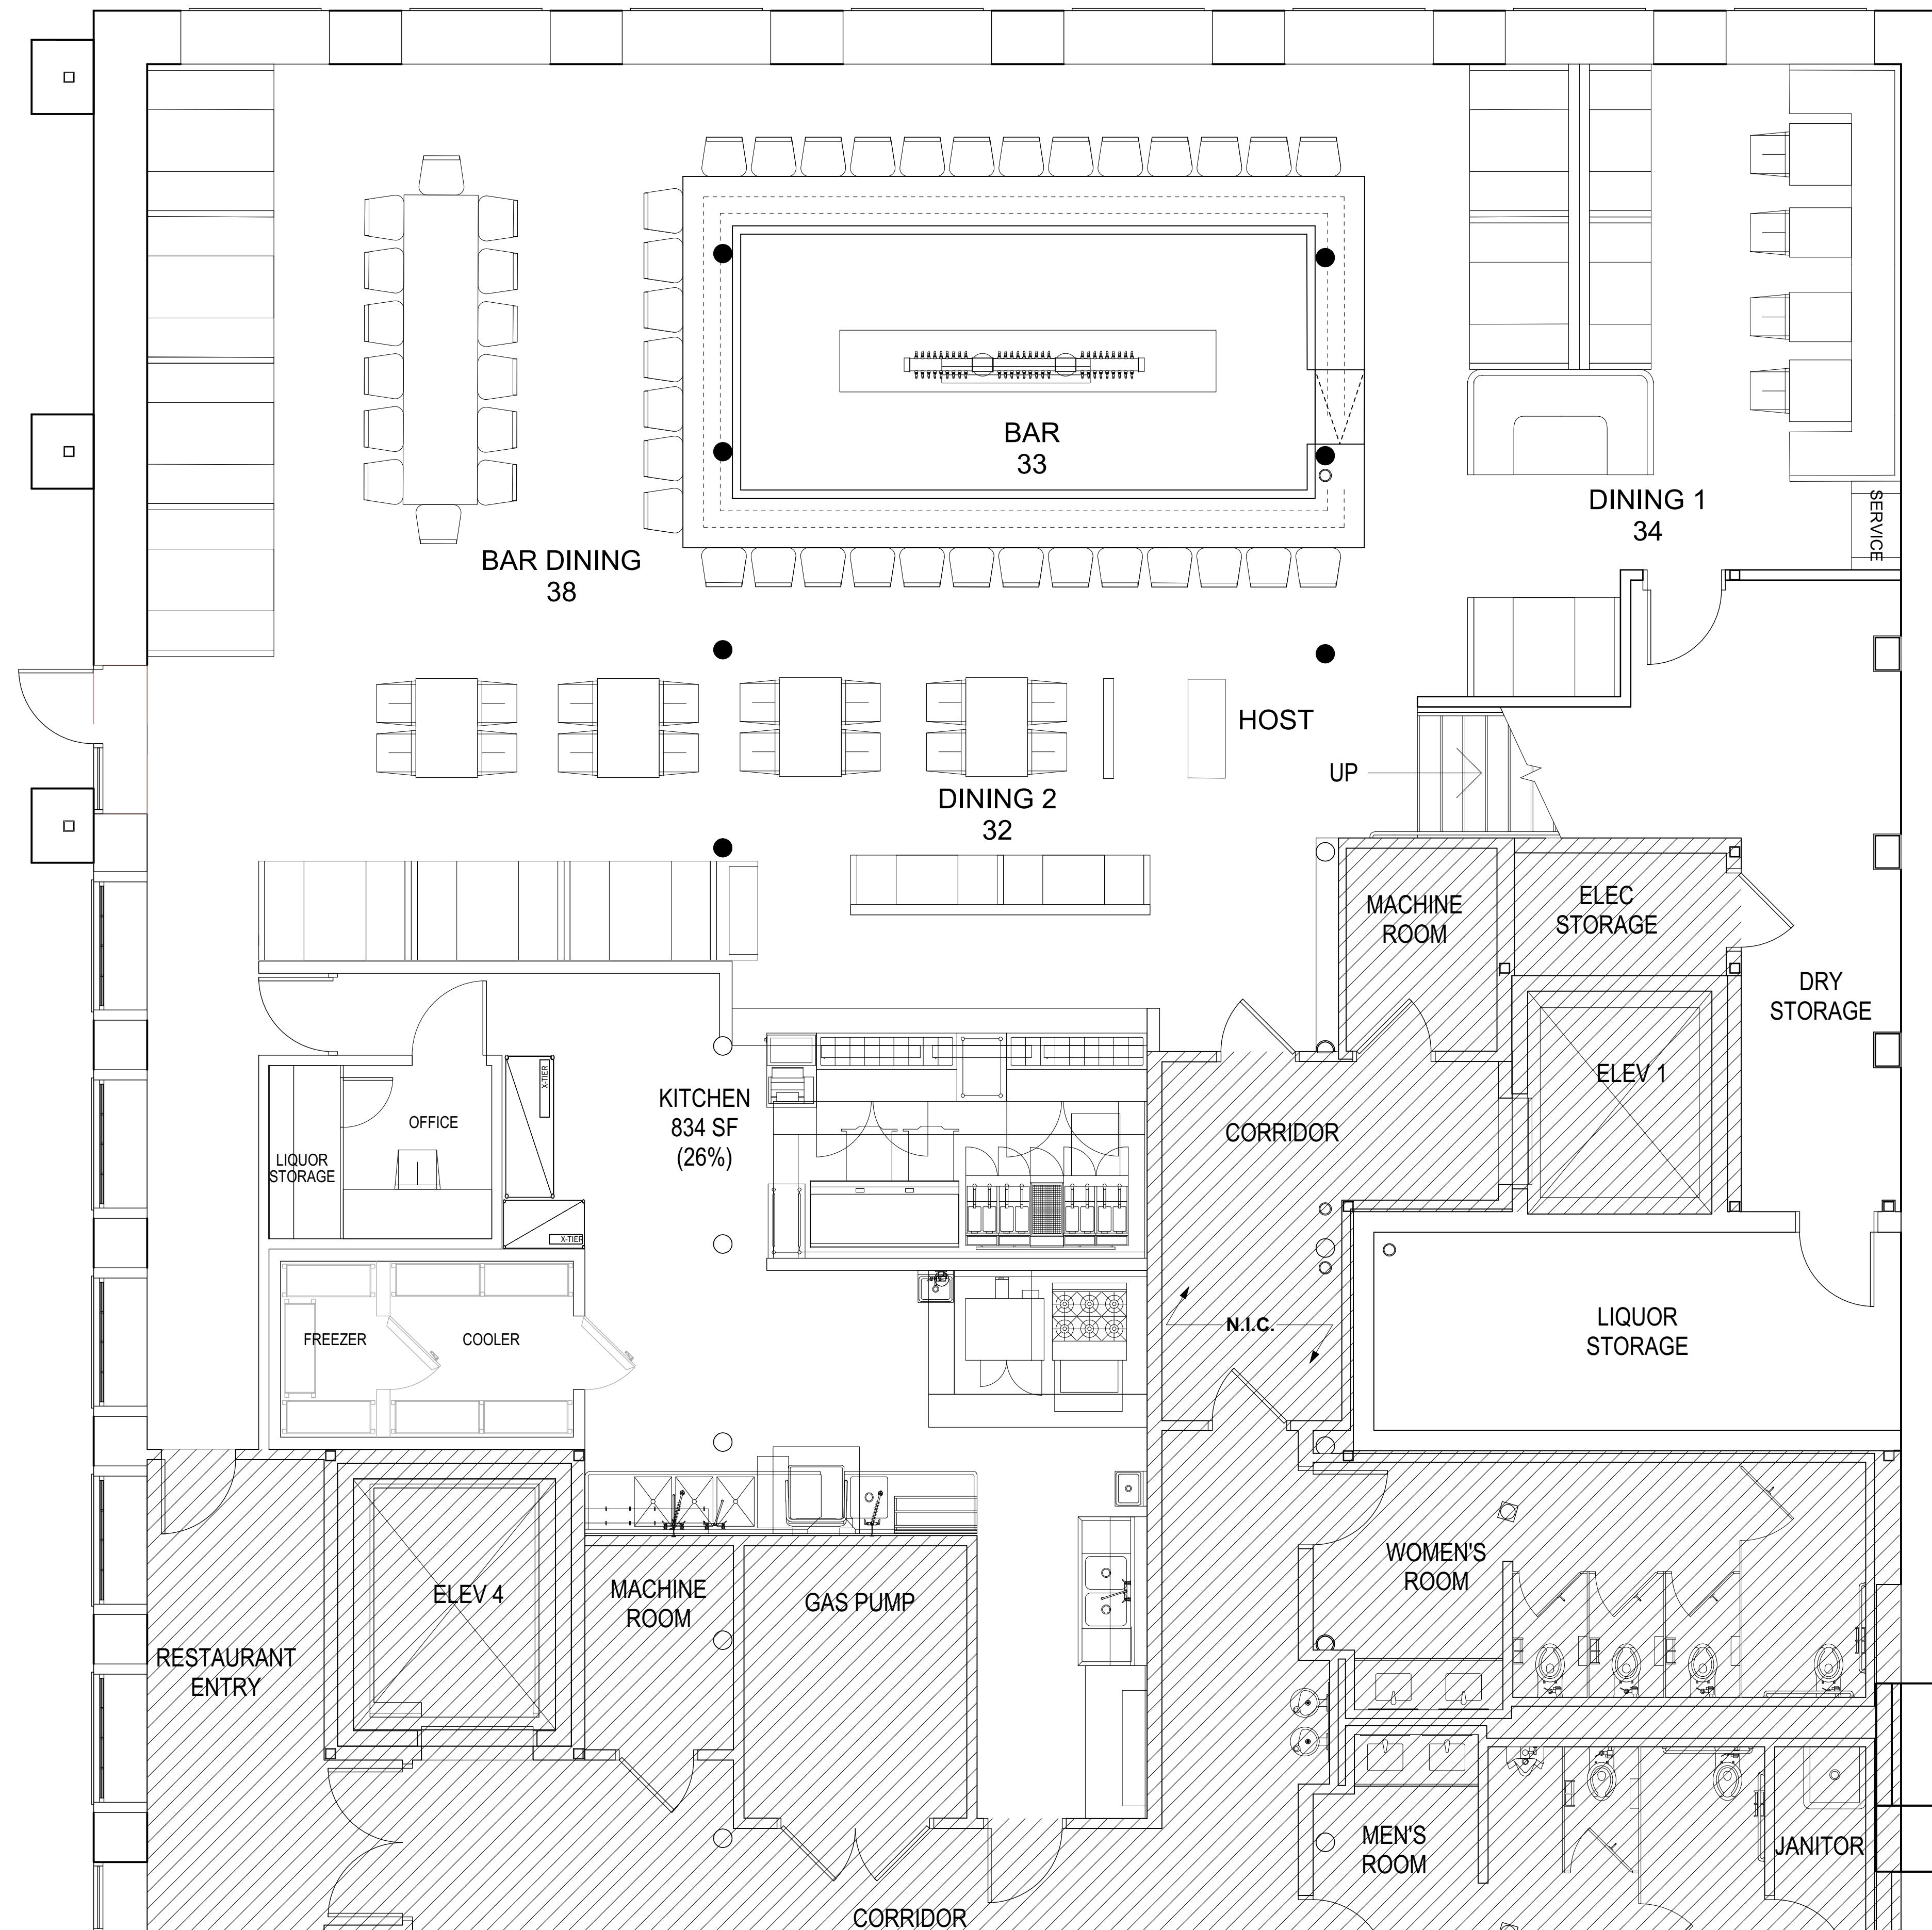 BAR
33
DINING 1
34
SERVICE
BAR DINING
38
HOST
UP
DINING 2
32
MACHINE
ROOM
ELEC
STORAGE
DRY
STORAGE
X-TIER
KITCHEN
834 SF
(26%)
ELEV 1
OFFICE
CORRIDOR
LIQUOR
STORAGE
X-TIER
FREEZER
COOLER
N.I.C.
LIQUOR
STORAGE
ELEV 4
MACHINE
ROOM
GAS PUMP
WOMEN'S
ROOM
RESTAURANT
ENTRY
MEN'S
ROOM
JANITOR
CORRIDOR